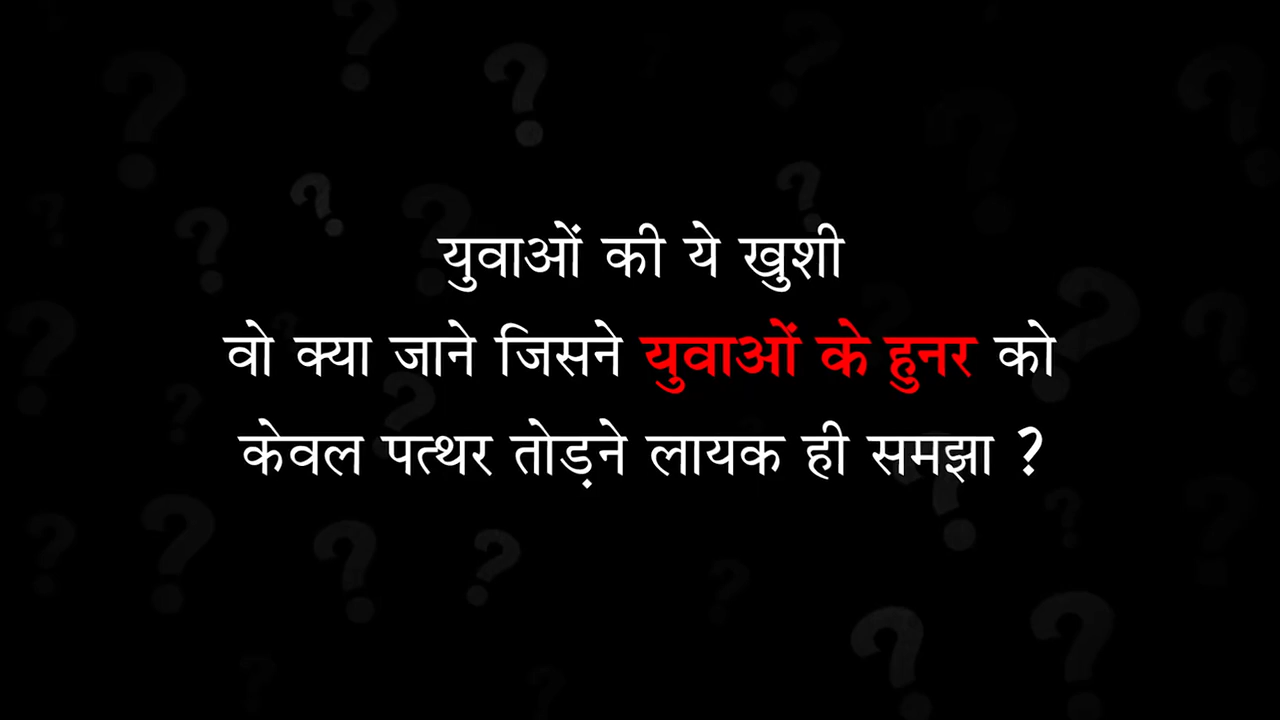 युवाओं की ये खुशी
वो क्या जाने जिसने युवाओं के हुनर को
केवल पत्थर तोड़ने लायक ही समझा ?